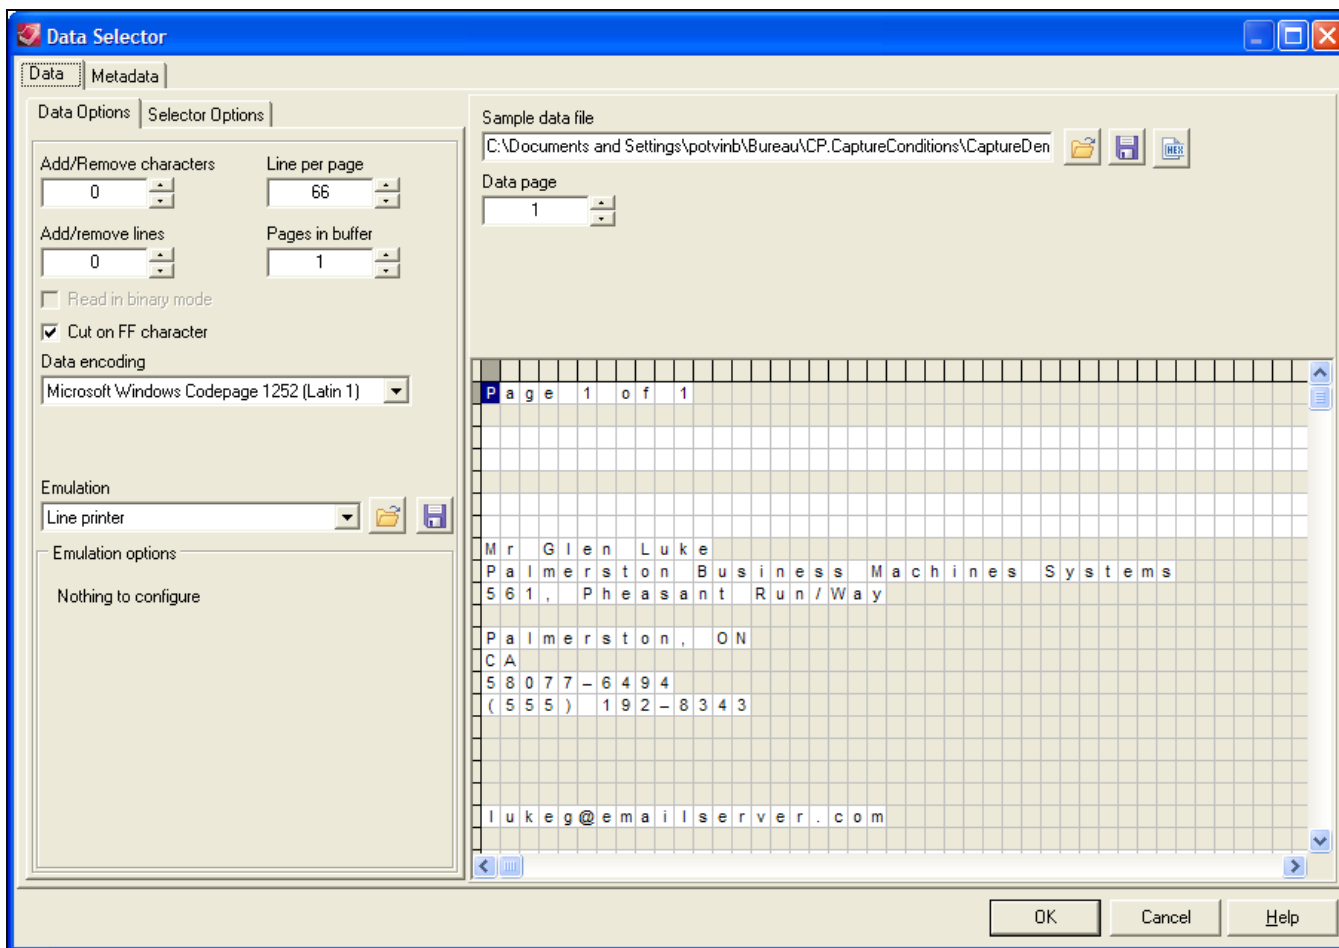 Data Selector
Data Metadata
Data Options Selector Options
Add/Remove characters Line per page
0 66
Add/remove lines Pages in buffer
0 1
Read in binary mode
Cut on FF character
Data encoding
Microsoft Windows Codepage 1252 (Latin 1)
Emulation
Line printer
Emulation options
Nothing to configure
Sample data file
C:\Documents and Settings\potvinb\Bureau\CP.CaptureConditions\CaptureDen
HEX
Data page
1
Page 1 of 1
Mr Glen Luke
Palmerston Business Machines Systems
561, Pheasant Run/Way
Palmerston, ON
CA
58077-6494
(555) 192-8343
lukeg@emailserver.com
OK Cancel Help